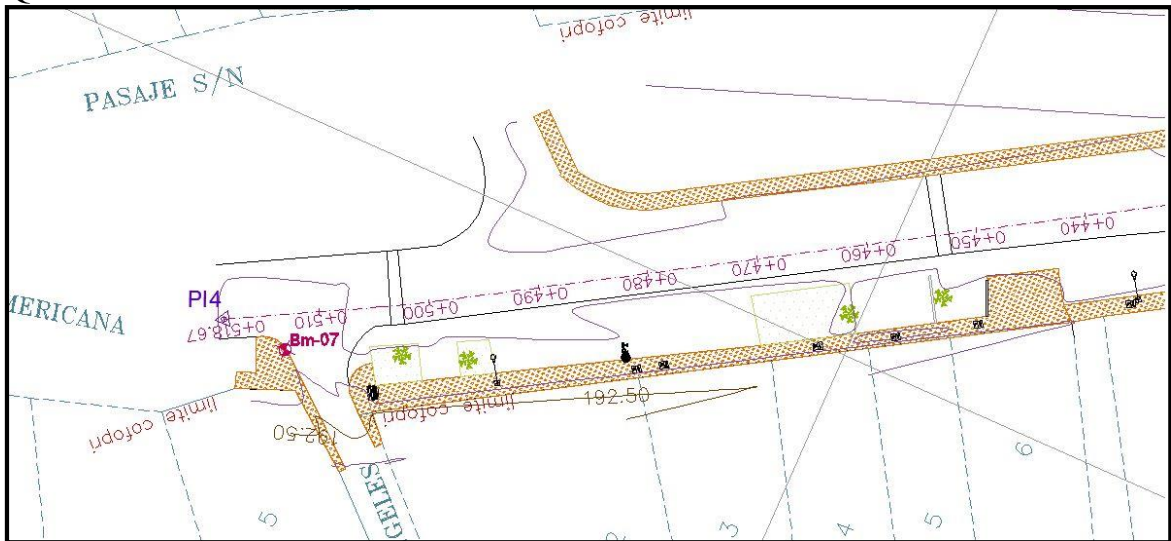 limite cofopri
PASAJE S/N
0+440
0+450
0+460
0+470
0+480
0+490
0+500
0+510
0+518.67
PI4
MERICANA
Bm-07
limite cofopri
limite cofopri
192.50
192.50
GELES
5
3
4
5
6